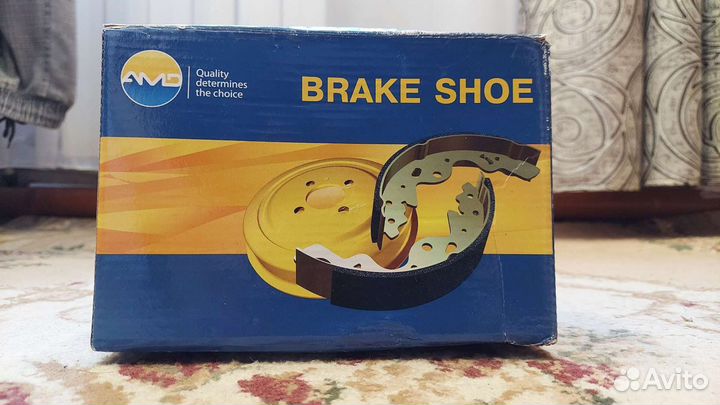 AMD
Quality
determines
the choice
BRAKE SHOE
Avito